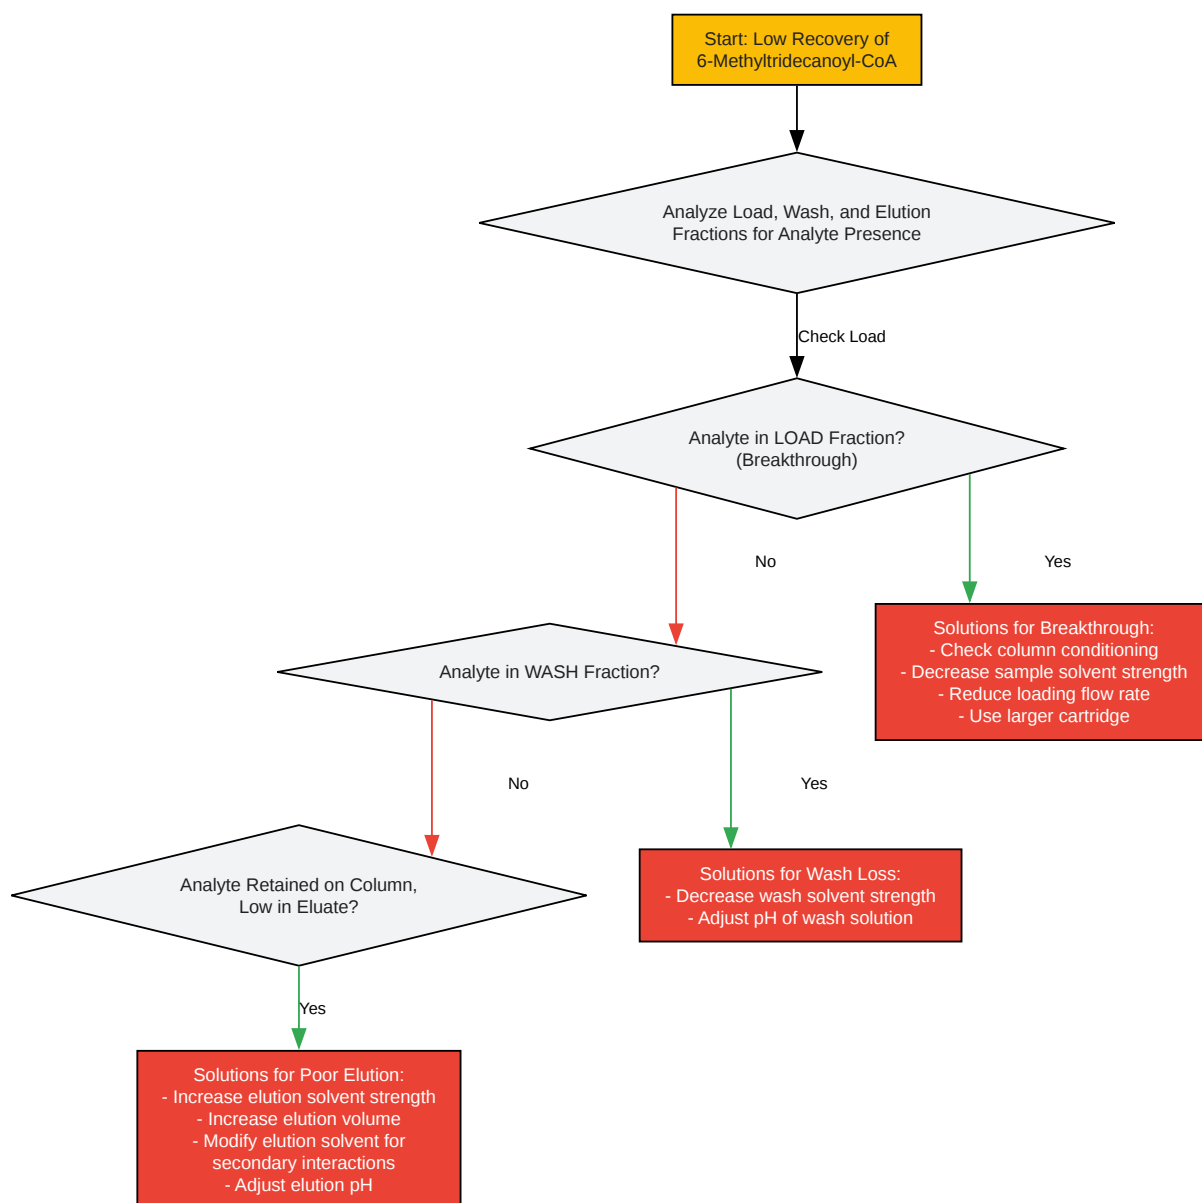 Start: Low Recovery of
6-Methyltridecanoyl-CoA
Analyze Load, Wash, and Elution
Fractions for Analyte Presence
Check Load
Analyte in LOAD Fraction?
(Breakthrough)
No
Yes
Solutions for Breakthrough:
- Check column conditioning
- Decrease sample solvent strength
- Reduce loading flow rate
- Use larger cartridge
Analyte in WASH Fraction?
No
Yes
Solutions for Wash Loss:
- Decrease wash solvent strength
- Adjust pH of wash solution
Analyte Retained on Column,
Low in Eluate?
Yes
Solutions for Poor Elution:
- Increase elution solvent strength
- Increase elution volume
- Modify elution solvent for
secondary interactions
- Adjust elution pH